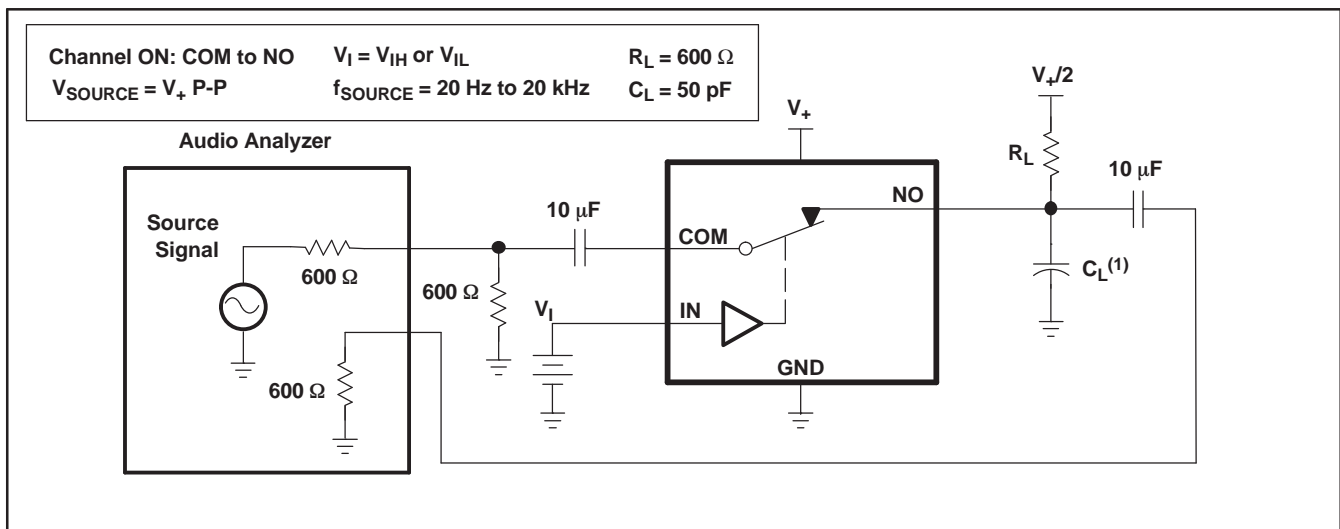 Channel ON: COM to NO V_I = V_IH or V_IL R_L = 600 Ω
V_SOURCE = V_+ P-P f_SOURCE = 20 Hz to 20 kHz C_L = 50 pF
Audio Analyzer
Source
Signal
600 Ω
600 Ω
600 Ω
10 μF
V_I
V_+
COM
IN
NO
GND
V_+/2
R_L
10 μF
C_L^(1)